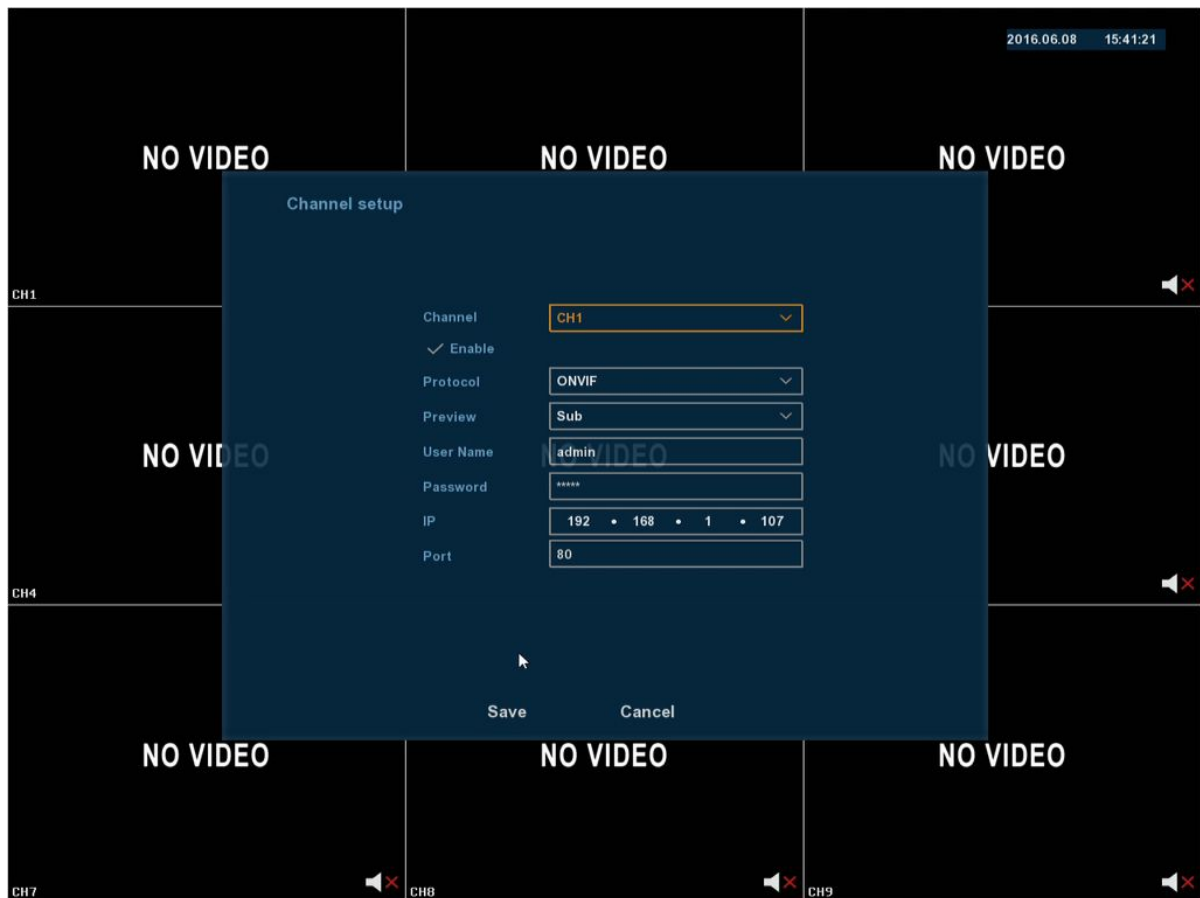 2016.06.08 15:41:21
NO VIDEO NO VIDEO NO VIDEO
Channel setup
CH1
Channel CH1
Enable
Protocol ONVIF
Preview Sub
User Name admin
NO VIDEO NO VIDEO NO VIDEO
Password *****
IP 192 • 168 • 1 • 107
Port 80
CH4
Save Cancel
NO VIDEO NO VIDEO NO VIDEO
CH7 CH8 CH9